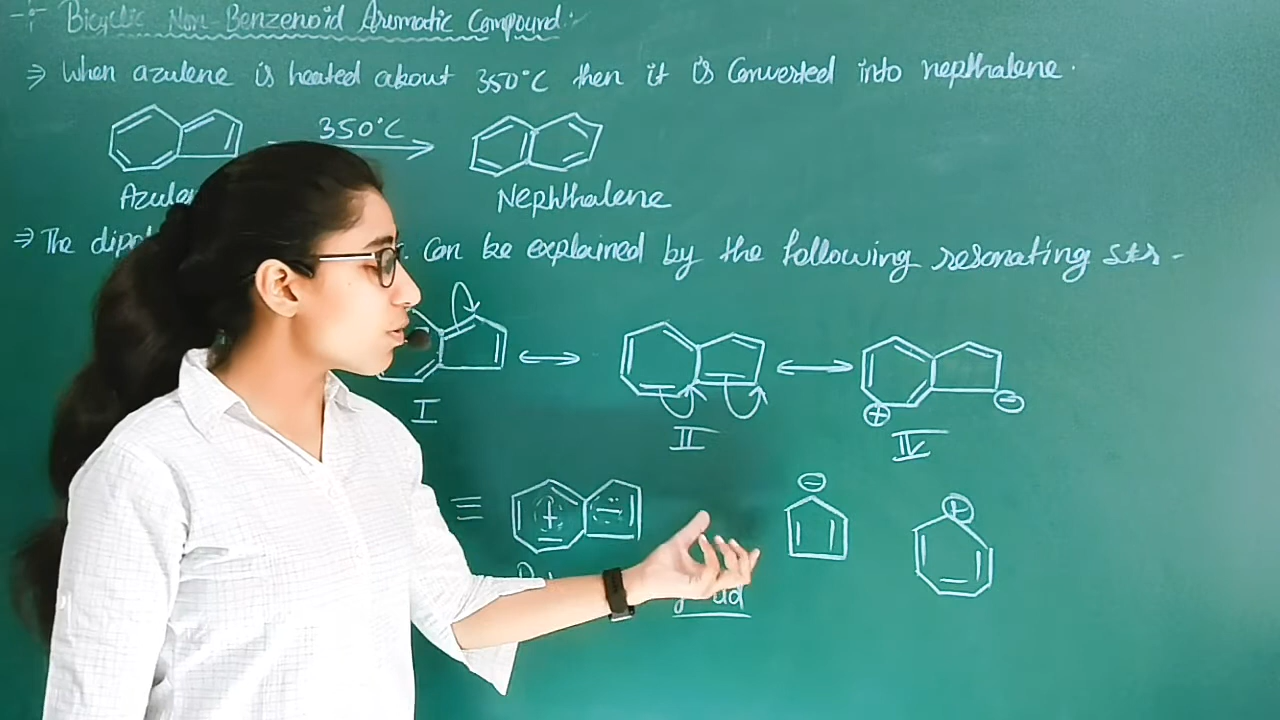 Bicyclic Non-Benzenoid Aromatic Compound:
⇒ When azulene is heated about 350°C then it is Converted into nepthalene.
350°C
Nephthalene
⇒ The can be explained by the following resonating str-
I
II
IV
+
-
≡
+
-
-
+